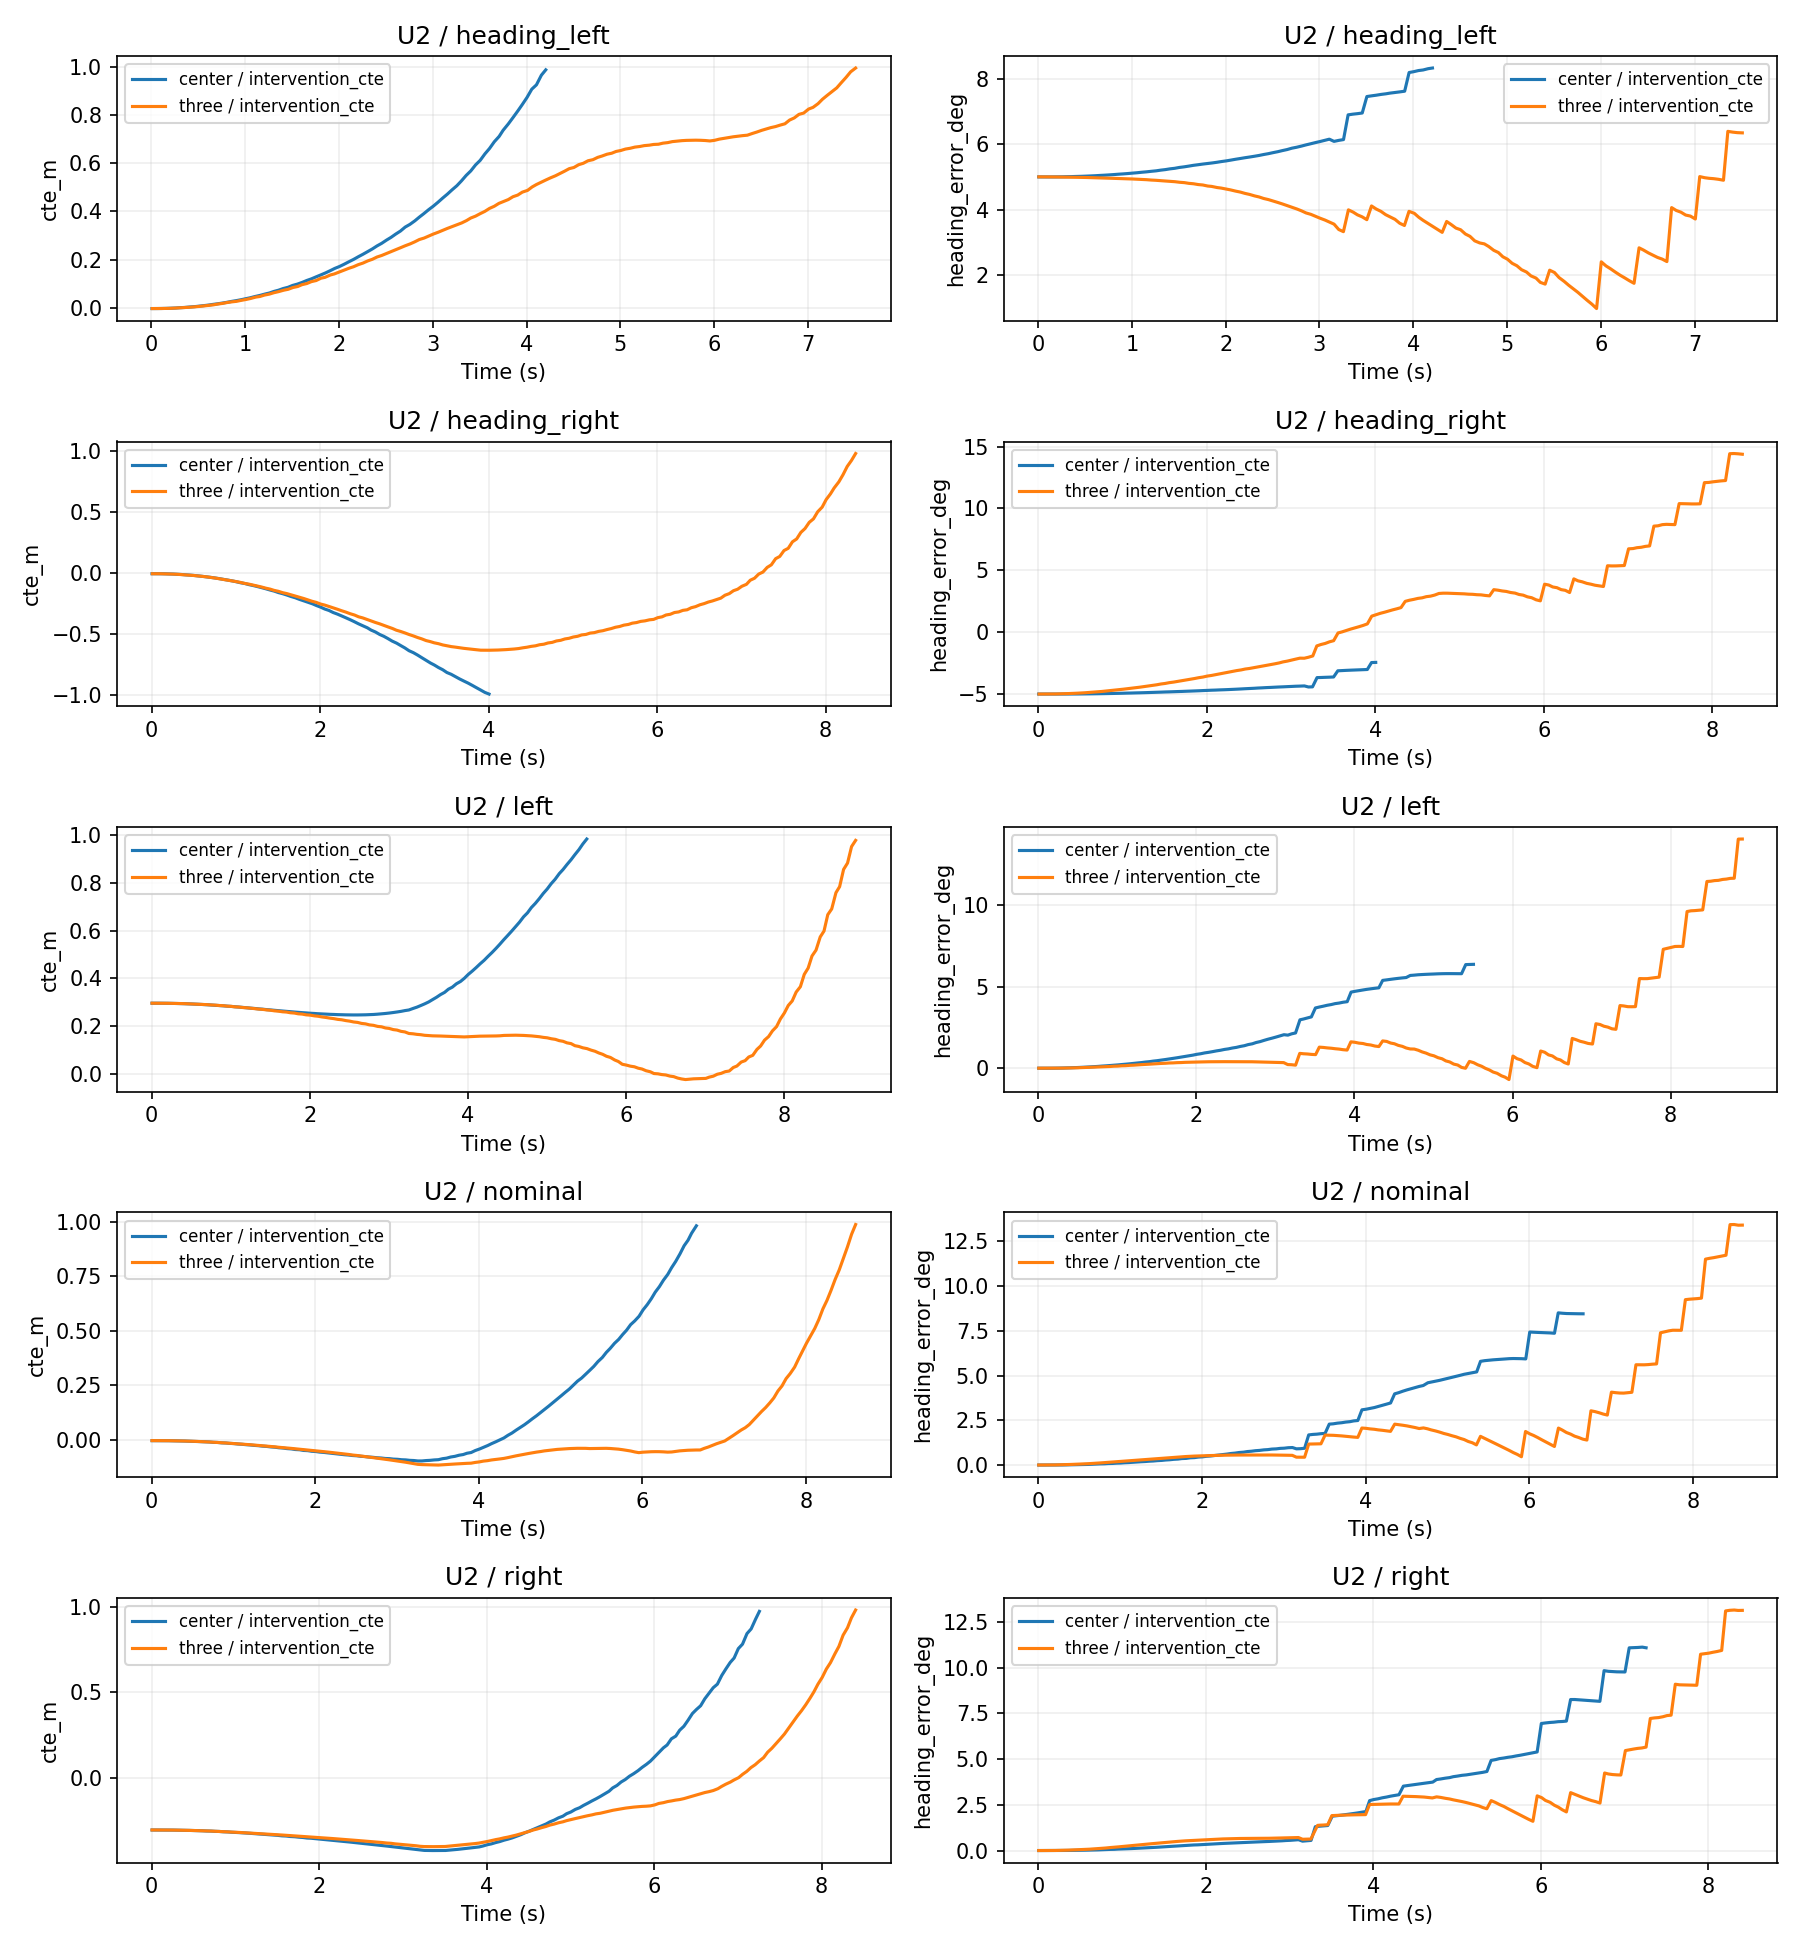 U2 / heading_left
1.0
0.8
0.6
0.4
0.2
0.0
cte_m
center / intervention_cte
three / intervention_cte
0 1 2 3 4 5 6 7
Time (s)
U2 / heading_left
8
6
4
2
heading_error_deg
center / intervention_cte
three / intervention_cte
0 1 2 3 4 5 6 7
Time (s)
U2 / heading_right
1.0
0.5
0.0
−0.5
−1.0
cte_m
center / intervention_cte
three / intervention_cte
0 2 4 6 8
Time (s)
U2 / heading_right
15
10
5
0
−5
heading_error_deg
center / intervention_cte
three / intervention_cte
0 2 4 6 8
Time (s)
U2 / left
1.0
0.8
0.6
0.4
0.2
0.0
cte_m
center / intervention_cte
three / intervention_cte
0 2 4 6 8
Time (s)
U2 / left
10
5
0
heading_error_deg
center / intervention_cte
three / intervention_cte
0 2 4 6 8
Time (s)
U2 / nominal
1.00
0.75
0.50
0.25
0.00
cte_m
center / intervention_cte
three / intervention_cte
0 2 4 6 8
Time (s)
U2 / nominal
12.5
10.0
7.5
5.0
2.5
0.0
heading_error_deg
center / intervention_cte
three / intervention_cte
0 2 4 6 8
Time (s)
U2 / right
1.0
0.5
0.0
cte_m
center / intervention_cte
three / intervention_cte
0 2 4 6 8
Time (s)
U2 / right
12.5
10.0
7.5
5.0
2.5
0.0
heading_error_deg
center / intervention_cte
three / intervention_cte
0 2 4 6 8
Time (s)